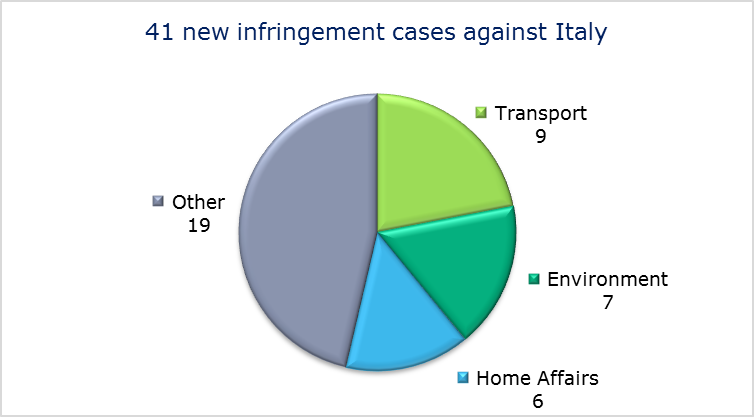 41 new infringement cases against Italy
Transport
9
Other
19
Environment
7
Home Affairs
6